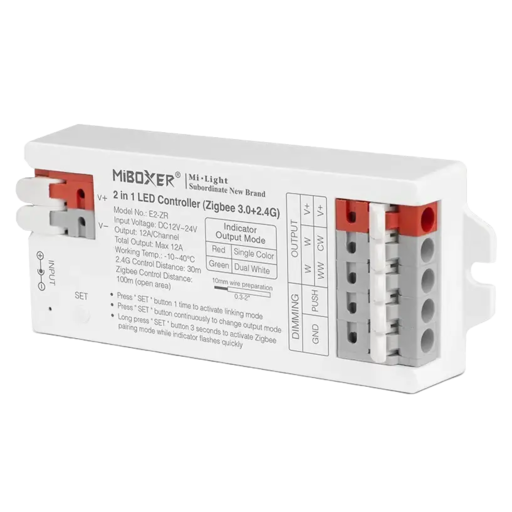 MiBOXER®
Mi•Light
Subordinate New Brand
2 in 1 LED Controller (Zigbee 3.0+2.4G)
Model No.: E2-ZR
Input Voltage: DC12V~24V
Output: 12A/Channel
Total Output: Max 12A
Working Temp.: -10~40°C
2.4G Control Distance: 30m
Zigbee Control Distance:
100m (open area)
Indicator
Output Mode
Red Single Color
Green Dual White
10mm wire preparation
0.3-2"
• Press " SET " button 1 time to activate linking mode
• Press " SET " button continuously to change output mode
• Long press " SET " button 3 seconds to activate Zigbee
pairing mode while indicator flashes quickly
V+
V−
INPUT
SET
OUTPUT
V+ V+
W CW
W WW
DIMMING
PUSH
GND